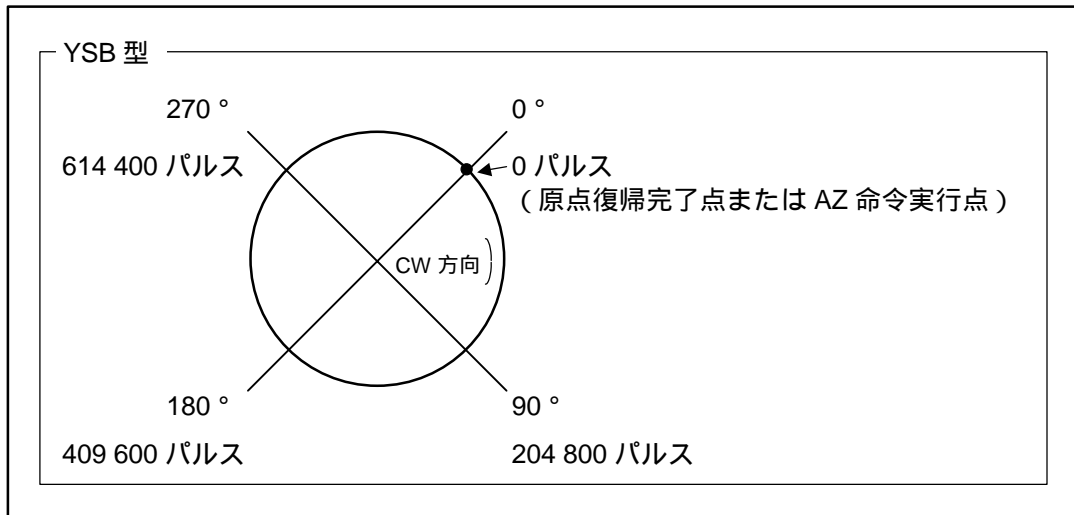 YSB 型
270 °
0 °
614 400 パルス
0 パルス
( 原点復帰完了点または AZ 命令実行点 )
CW 方向
180 °
90 °
409 600 パルス
204 800 パルス